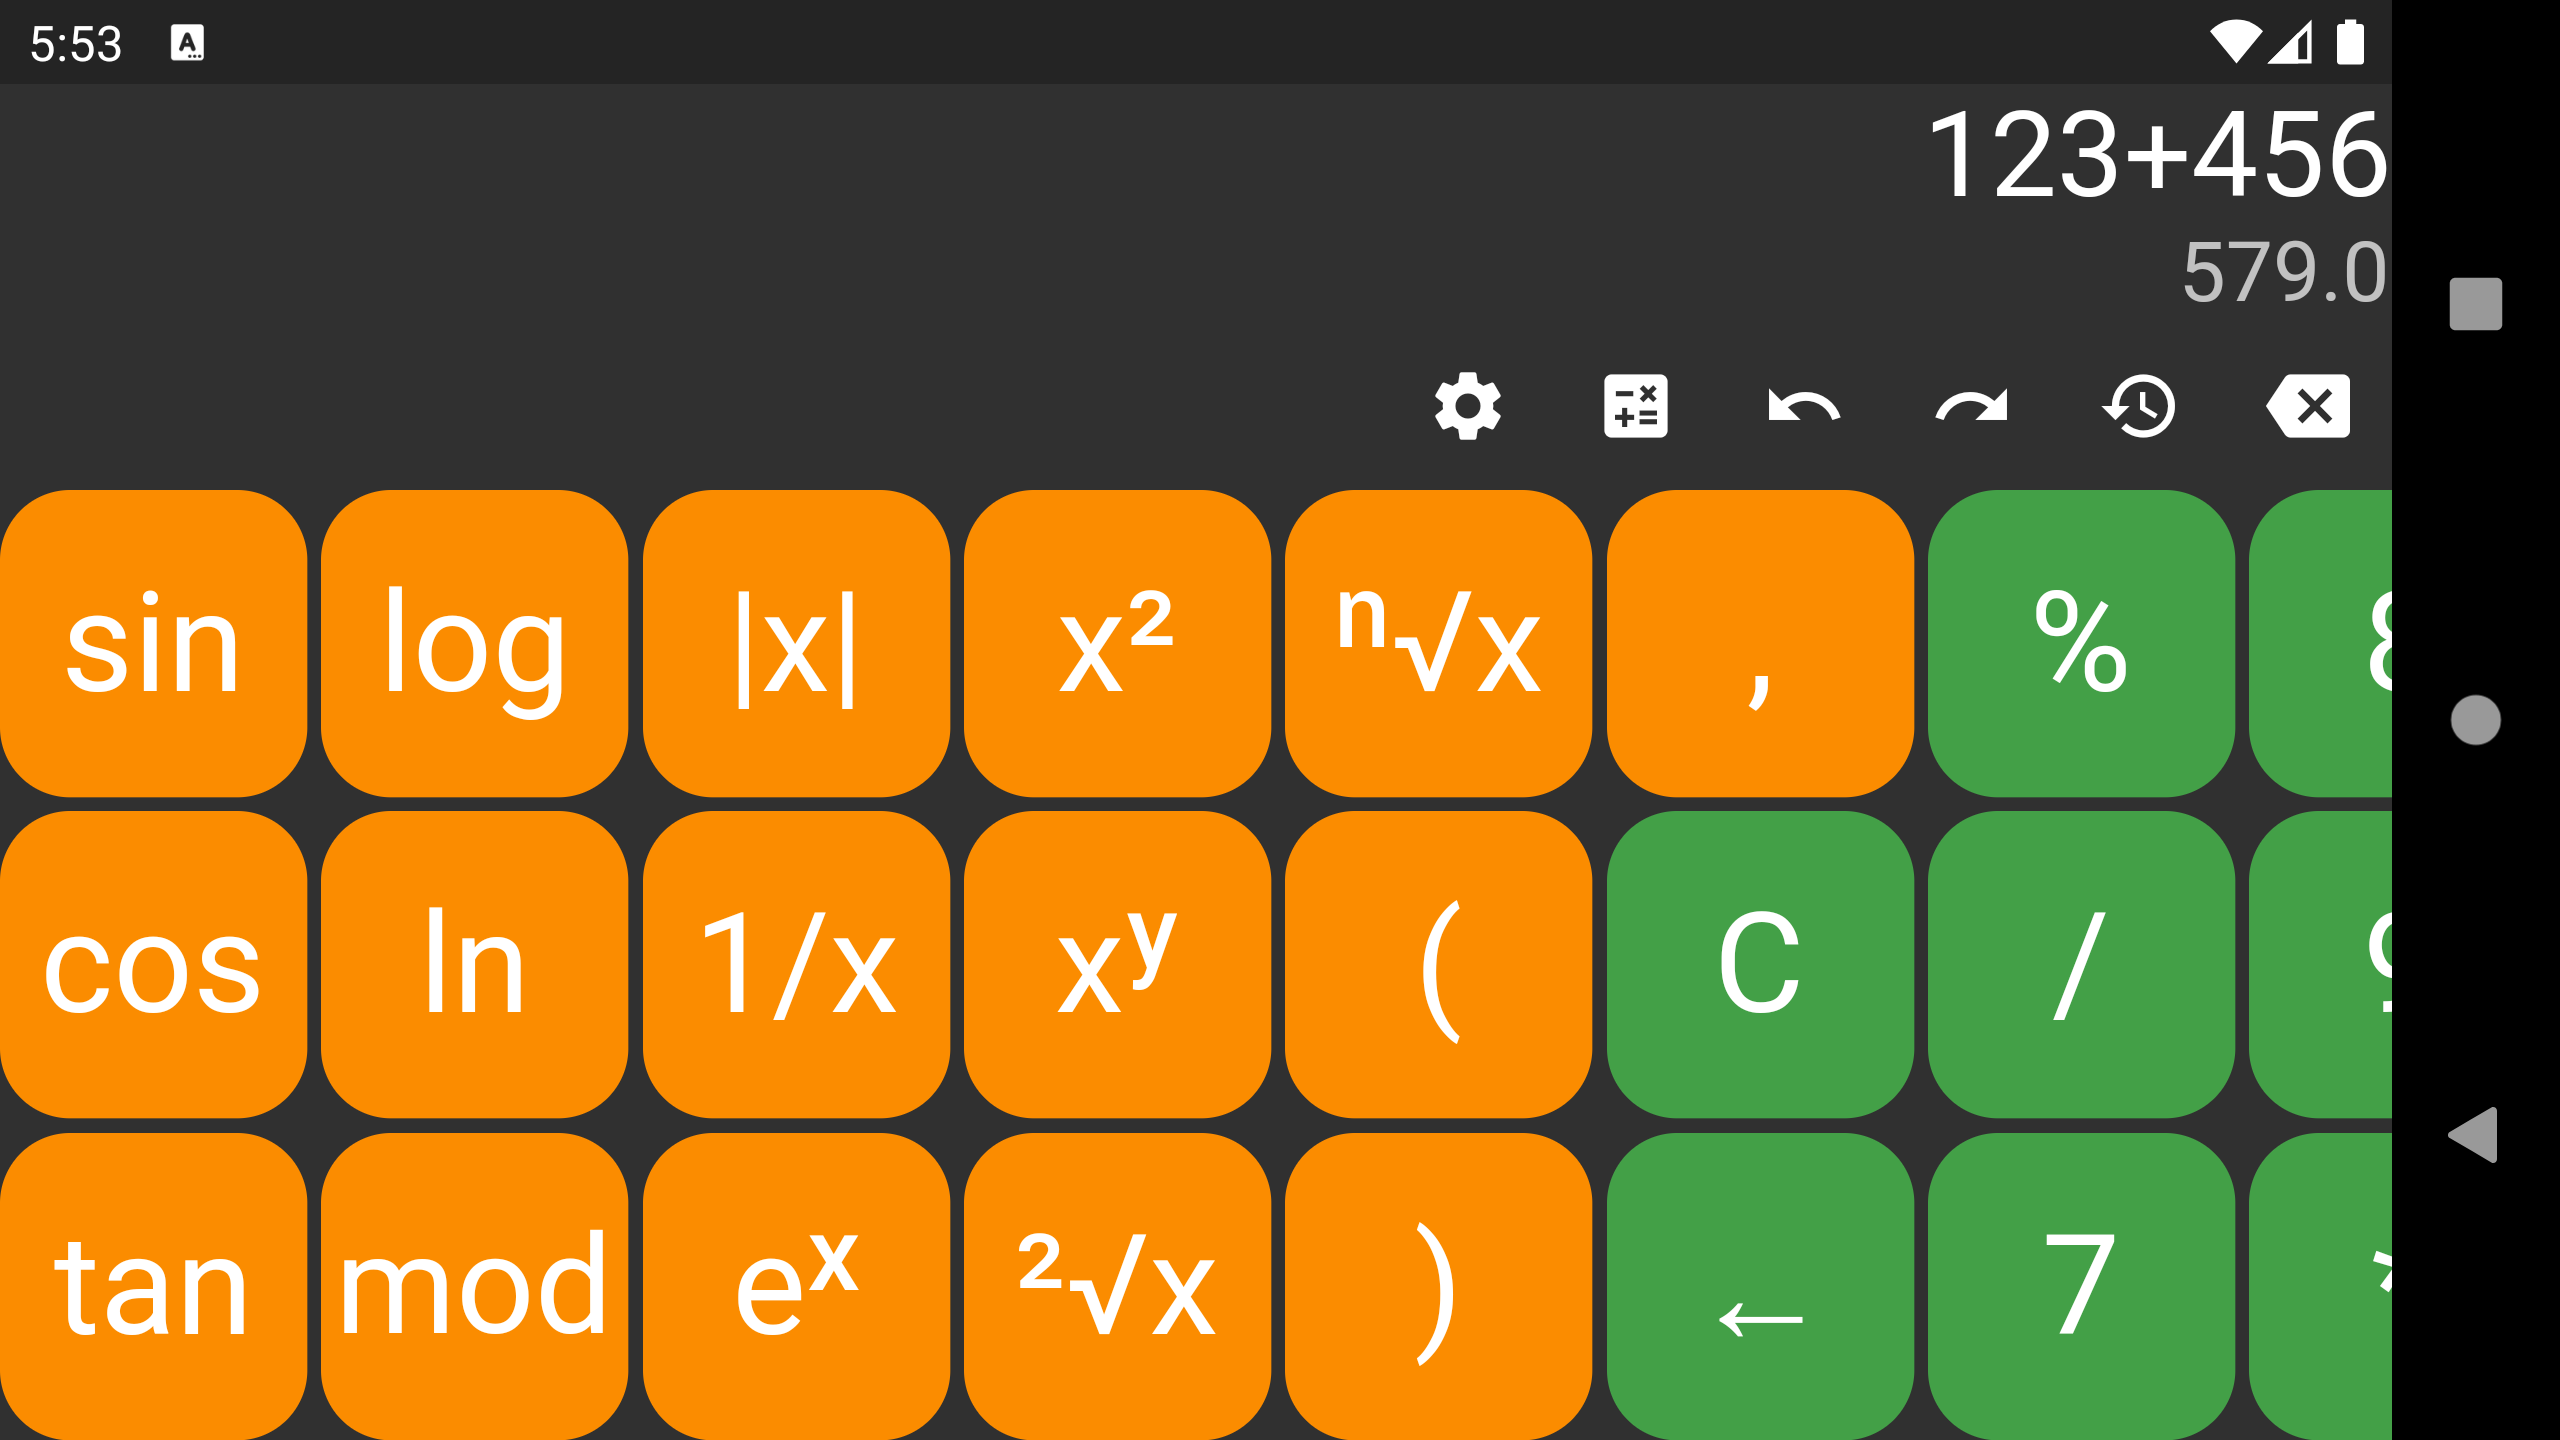 5:53
123+456
579.0
sin log |x| x² ⁿ√x , %
cos ln 1/x xʸ ( C /
tan mod eˣ ²√x ) ← 7